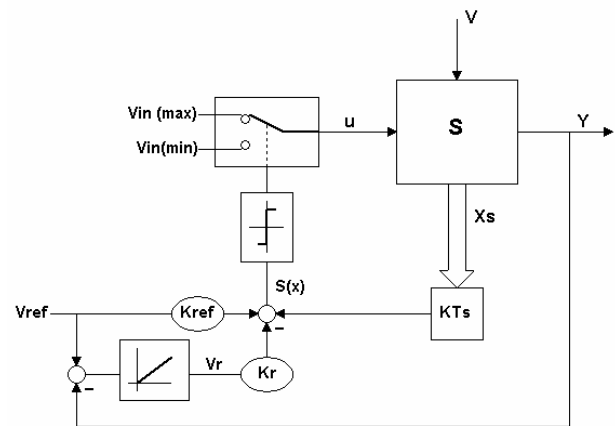 V
Vin (max)
Vin(min)
u
S
Y
Xs
S(x)
Vref
Kref
KTs
Vr
Kr